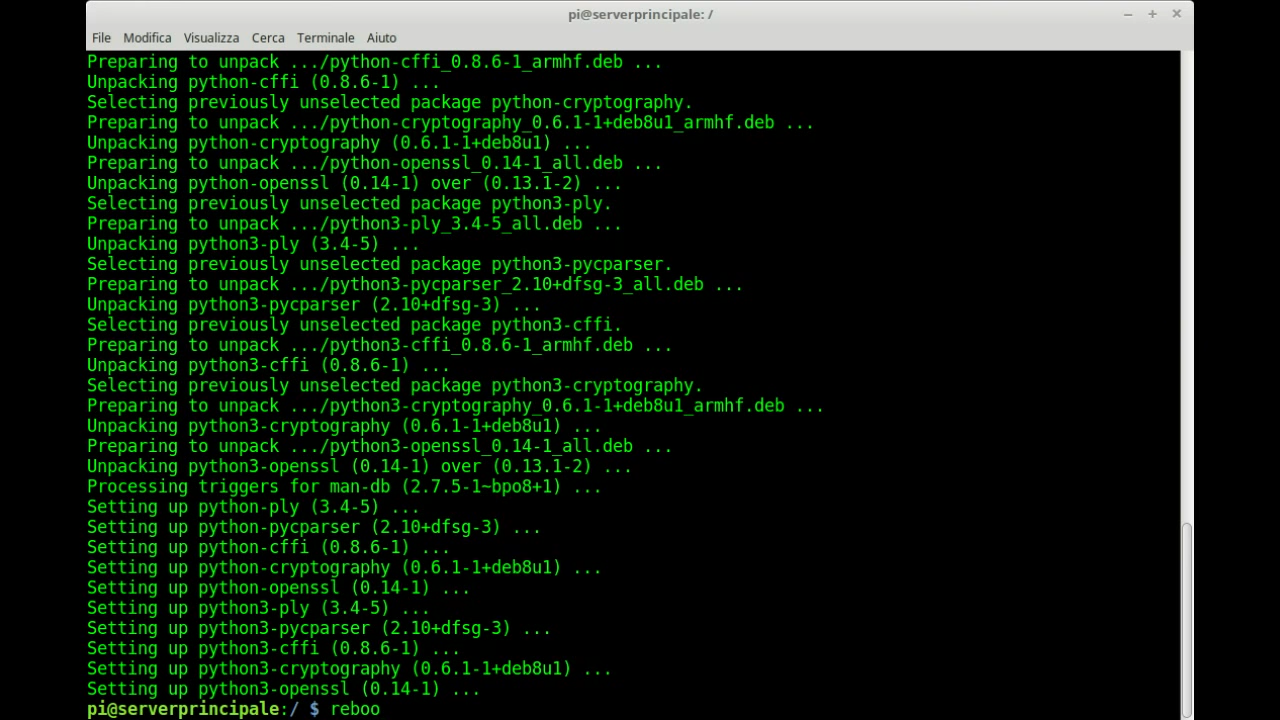 pi@serverprincipale: /
File Modifica Visualizza Cerca Terminale Aiuto
Preparing to unpack .../python-cffi_0.8.6-1_armhf.deb ...
Unpacking python-cffi (0.8.6-1) ...
Selecting previously unselected package python-cryptography.
Preparing to unpack .../python-cryptography_0.6.1-1+deb8u1_armhf.deb ...
Unpacking python-cryptography (0.6.1-1+deb8u1) ...
Preparing to unpack .../python-openssl_0.14-1_all.deb ...
Unpacking python-openssl (0.14-1) over (0.13.1-2) ...
Selecting previously unselected package python3-ply.
Preparing to unpack .../python3-ply_3.4-5_all.deb ...
Unpacking python3-ply (3.4-5) ...
Selecting previously unselected package python3-pycparser.
Preparing to unpack .../python3-pycparser_2.10+dfsg-3_all.deb ...
Unpacking python3-pycparser (2.10+dfsg-3) ...
Selecting previously unselected package python3-cffi.
Preparing to unpack .../python3-cffi_0.8.6-1_armhf.deb ...
Unpacking python3-cffi (0.8.6-1) ...
Selecting previously unselected package python3-cryptography.
Preparing to unpack .../python3-cryptography_0.6.1-1+deb8u1_armhf.deb ...
Unpacking python3-cryptography (0.6.1-1+deb8u1) ...
Preparing to unpack .../python3-openssl_0.14-1_all.deb ...
Unpacking python3-openssl (0.14-1) over (0.13.1-2) ...
Processing triggers for man-db (2.7.5-1~bpo8+1) ...
Setting up python-ply (3.4-5) ...
Setting up python-pycparser (2.10+dfsg-3) ...
Setting up python-cffi (0.8.6-1) ...
Setting up python-cryptography (0.6.1-1+deb8u1) ...
Setting up python-openssl (0.14-1) ...
Setting up python3-ply (3.4-5) ...
Setting up python3-pycparser (2.10+dfsg-3) ...
Setting up python3-cffi (0.8.6-1) ...
Setting up python3-cryptography (0.6.1-1+deb8u1) ...
Setting up python3-openssl (0.14-1) ...
pi@serverprincipale:/ $ reboo